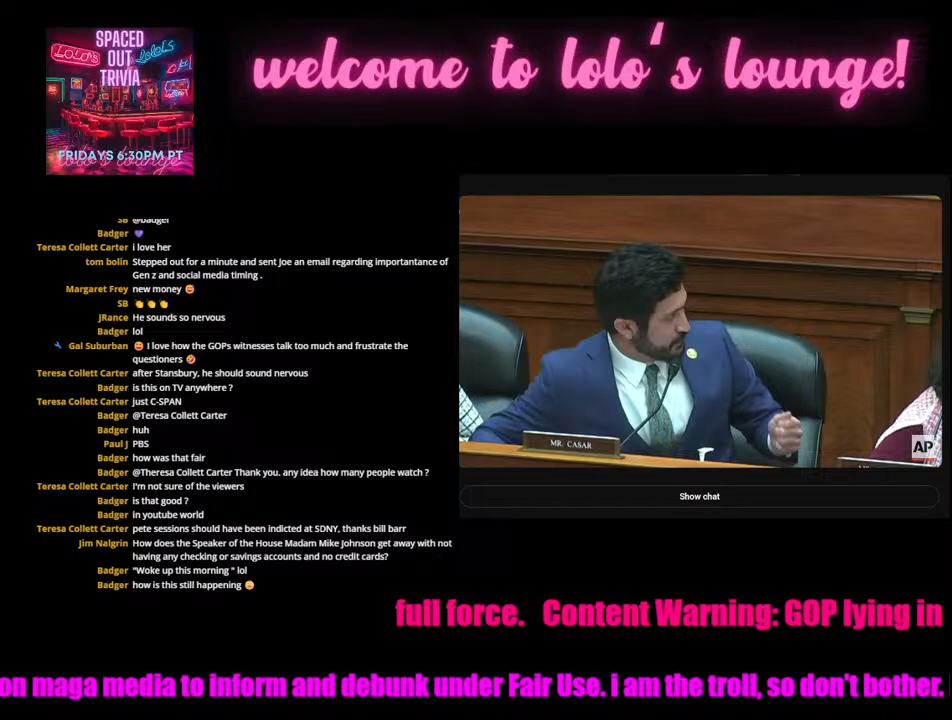 SPACED
OUT
TRIVIA
LOLO'S
FRIDAYS 6:30PM PT
lolo's lounge
welcome to lolo's lounge!
SB @badger
Badger 💜
Teresa Collett Carter i love her
tom bolin Stepped out for a minute and sent Joe an email regarding importantance of
Gen z and social media timing .
Margaret Frey new money 🤑
SB 👏 👏 👏
JRance He sounds so nervous
Badger lol
Gal Suburban 🤩 I love how the GOPs witnesses talk too much and frustrate the
questioners 🤣
Teresa Collett Carter after Stansbury, he should sound nervous
Badger is this on TV anywhere ?
Teresa Collett Carter just C-SPAN
Badger @Teresa Collett Carter
Badger huh
Paul J PBS
Badger how was that fair
Badger @Theresa Collett Carter Thank you. any idea how many people watch ?
Teresa Collett Carter I'm not sure of the viewers
Badger is that good ?
Badger in youtube world
Teresa Collett Carter pete sessions should have been indicted at SDNY, thanks bill barr
Jim Nalgrin How does the Speaker of the House Madam Mike Johnson get away with not
having any checking or savings accounts and no credit cards?
Badger "Woke up this morning " lol
Badger how is this still happening
MR. CASAR
AP
Show chat
full force. Content Warning: GOP lying in
on maga media to inform and debunk under Fair Use. i am the troll, so don't bother.